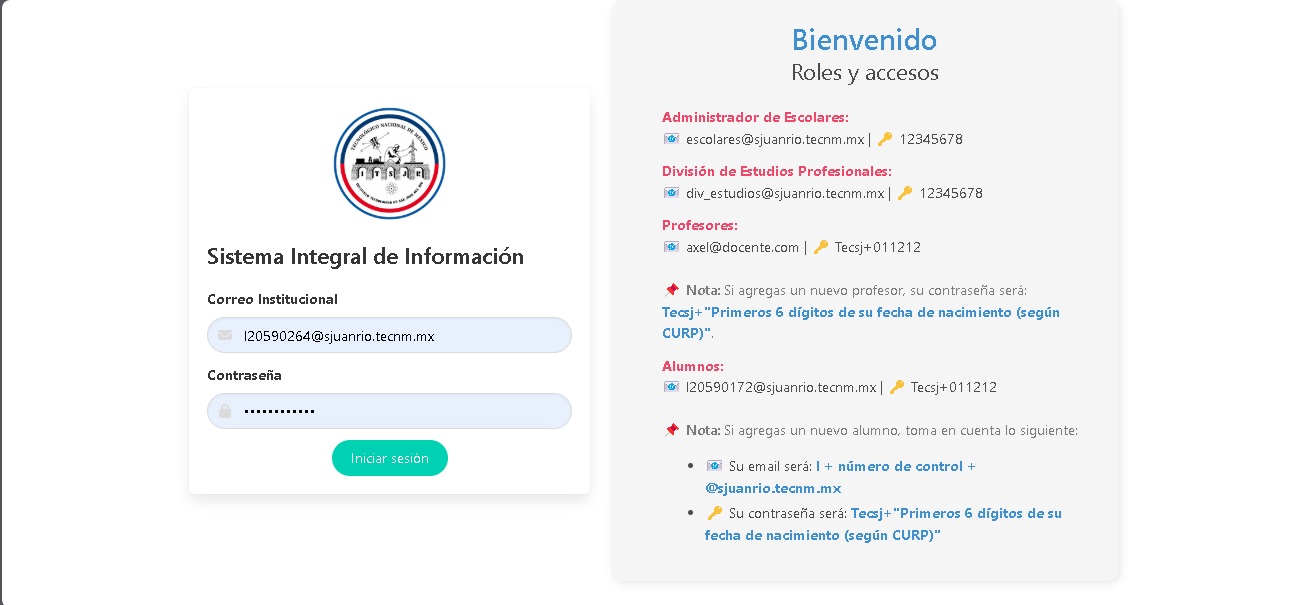 TECNOLÓGICO NACIONAL DE MÉXICO
ITSJR
Sistema Integral de Información
Correo Institucional
l20590264@sjuanrio.tecnm.mx
Contraseña
••••••••••••
Iniciar sesión
Bienvenido
Roles y accesos
Administrador de Escolares:
📧 escolares@sjuanrio.tecnm.mx | 🔑 12345678
División de Estudios Profesionales:
📧 div_estudios@sjuanrio.tecnm.mx | 🔑 12345678
Profesores:
📧 axel@docente.com | 🔑 Tecsj+011212
📌 Nota: Si agregas un nuevo profesor, su contraseña será:
Tecsj+"Primeros 6 dígitos de su fecha de nacimiento (según
CURP)".
Alumnos:
📧 l20590172@sjuanrio.tecnm.mx | 🔑 Tecsj+011212
📌 Nota: Si agregas un nuevo alumno, toma en cuenta lo siguiente:
• 📧 Su email será: l + número de control +
@sjuanrio.tecnm.mx
• 🔑 Su contraseña será: Tecsj+"Primeros 6 dígitos de su
fecha de nacimiento (según CURP)"